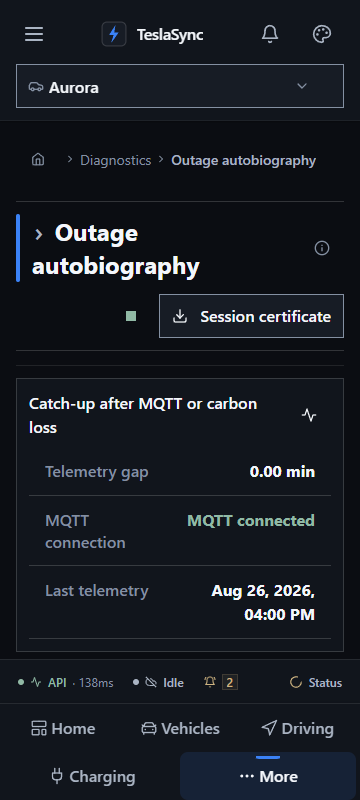 TeslaSync
Aurora
Diagnostics
Outage autobiography
Outage
autobiography
Session certificate
Catch-up after MQTT or carbon
loss
Telemetry gap
0.00 min
MQTT
connection
MQTT connected
Last telemetry
Aug 26, 2026,
04:00 PM
API · 138ms
Idle
2
Status
Home
Vehicles
Driving
Charging
More